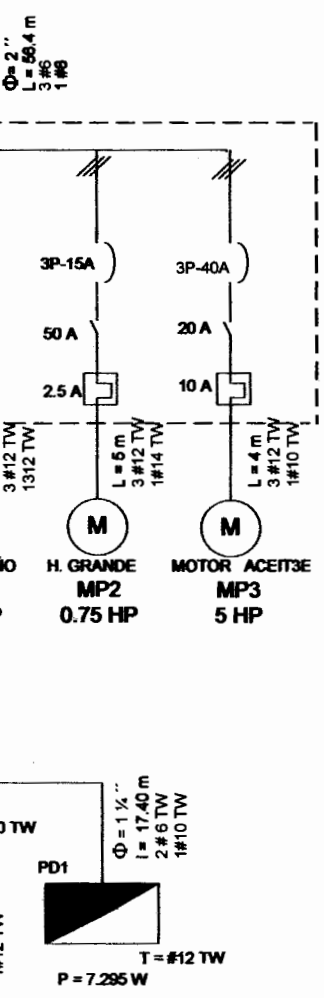 Φ= 2 ´´
L = 56.4 m
3 #6
1 #8
3P-15A
3P-40A
50 A
20 A
2.5 A
10 A
3 #12 TW
1312 TW
L = 5 m
3 #12 TW
1#14 TW
L = 4 m
3 #12 TW
1#10 TW
M
M
H. GRANDE
MOTOR ACEIT3E
MP2
MP3
0.75 HP
5 HP
Φ = 1 ¼ ´´
l = 17.40 m
2 # 6 TW
1#10 TW
0 TW
PD1
T = #12 TW
P = 7.295 W